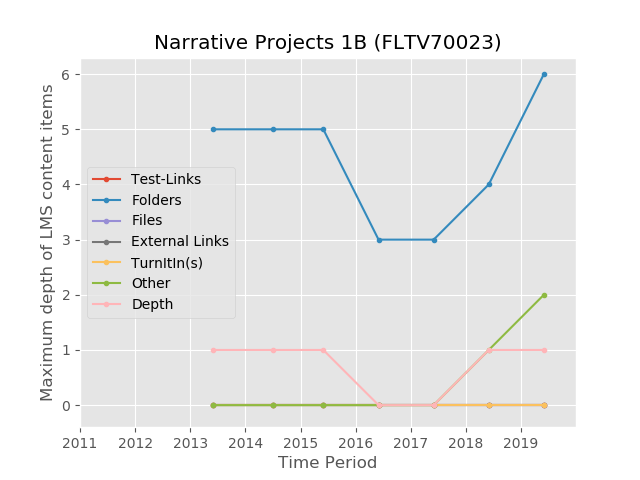 Narrative Projects 1B (FLTV70023)
Maximum depth of LMS content items
6
5
4
3
2
1
0
Test-Links
Folders
Files
External Links
TurnItIn(s)
Other
Depth
2011 2012 2013 2014 2015 2016 2017 2018 2019
Time Period